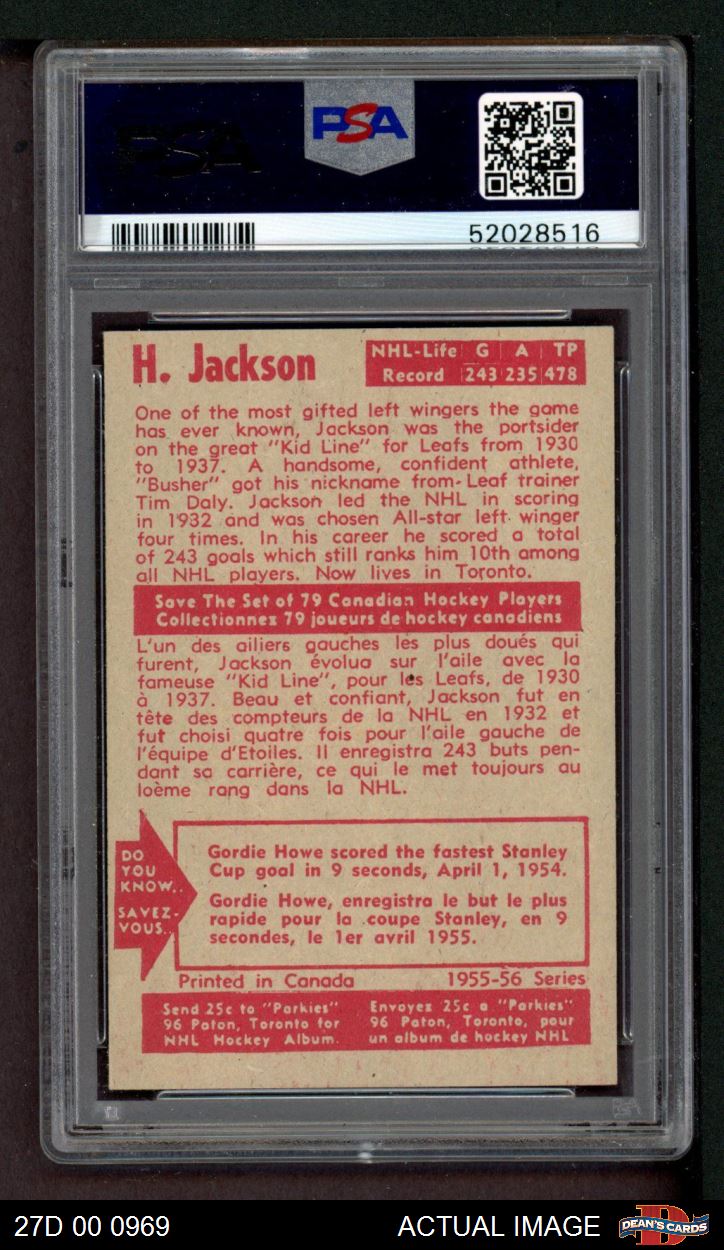 PSA
PSA
52028516
H. Jackson
NHL-Life G A TP
Record 243 235 478
One of the most gifted left wingers the game
has ever known, Jackson was the portsider
on the great "Kid Line" for Leafs from 1930
to 1937. A handsome, confident athlete,
"Busher" got his nickname from Leaf trainer
Tim Daly. Jackson led the NHL in scoring
in 1932 and was chosen All-star left winger
four times. In his career he scored a total
of 243 goals which still ranks him 10th among
all NHL players. Now lives in Toronto.
Save The Set of 79 Canadian Hockey Players
Collectionnez 79 joueurs de hockey canadiens
L'un des ailiers gauches les plus doués qui
furent, Jackson évolua sur l'aile avec la
fameuse "Kid Line", pour les Leafs, de 1930
à 1937. Beau et confiant, Jackson fut en
tête des compteurs de la NHL en 1932 et
fut choisi quatre fois pour l'aile gauche de
l'équipe d'Etoiles. Il enregistra 243 buts pen-
dant sa carrière, ce qui le met toujours au
loème rang dans la NHL.
DO
YOU
KNOW..
SAVEZ-
VOUS..
Gordie Howe scored the fastest Stanley
Cup goal in 9 seconds, April 1, 1954.
Gordie Howe, enregistra le but le plus
rapide pour la coupe Stanley, en 9
secondes, le 1er avril 1955.
Printed in Canada 1955-56 Series
Send 25c to "Parkies"
96 Paton, Toronto for
NHL Hockey Album.
Envoyez 25c a "Parkies"
96 Paton, Toronto, pour
un album de hockey NHL
27D 00 0969
ACTUAL IMAGE
DEAN'S CARDS